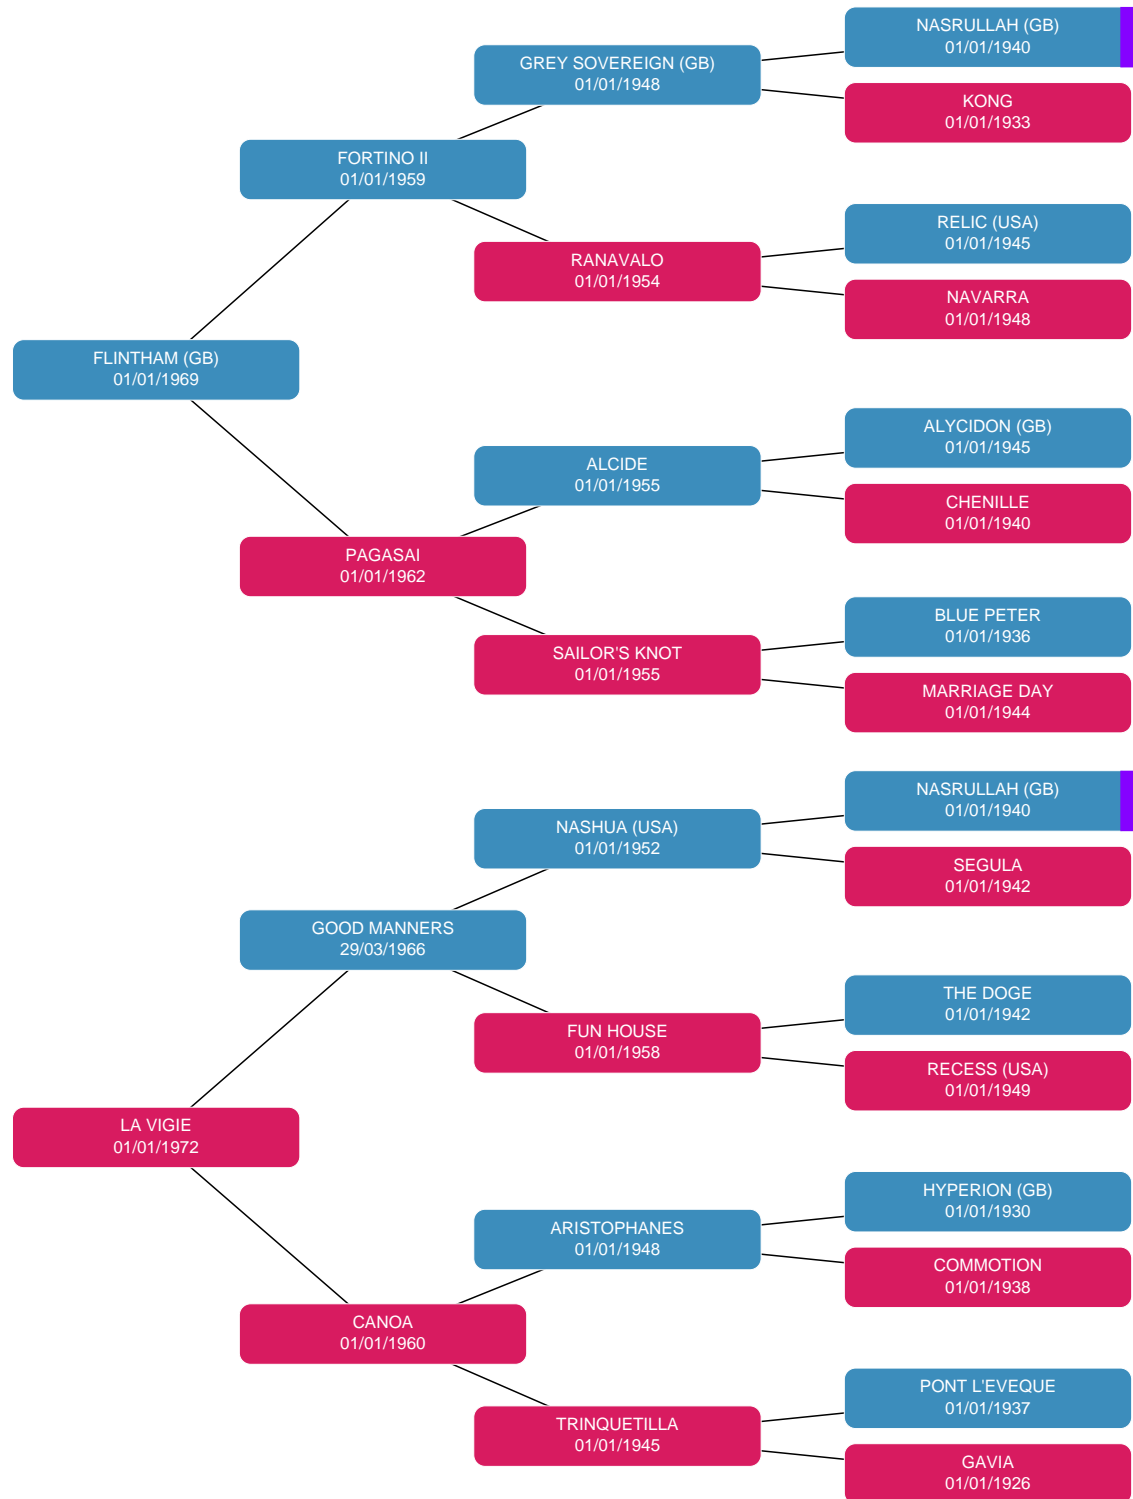 NASRULLAH (GB)
01/01/1940
GREY SOVEREIGN (GB)
01/01/1948
KONG
01/01/1933
FORTINO II
01/01/1959
RELIC (USA)
01/01/1945
RANAVALO
01/01/1954
NAVARRA
01/01/1948
FLINTHAM (GB)
01/01/1969
ALYCIDON (GB)
01/01/1945
ALCIDE
01/01/1955
CHENILLE
01/01/1940
PAGASAI
01/01/1962
BLUE PETER
01/01/1936
SAILOR'S KNOT
01/01/1955
MARRIAGE DAY
01/01/1944
NASRULLAH (GB)
01/01/1940
NASHUA (USA)
01/01/1952
SEGULA
01/01/1942
GOOD MANNERS
29/03/1966
THE DOGE
01/01/1942
FUN HOUSE
01/01/1958
RECESS (USA)
01/01/1949
LA VIGIE
01/01/1972
HYPERION (GB)
01/01/1930
ARISTOPHANES
01/01/1948
COMMOTION
01/01/1938
CANOA
01/01/1960
PONT L'EVEQUE
01/01/1937
TRINQUETILLA
01/01/1945
GAVIA
01/01/1926